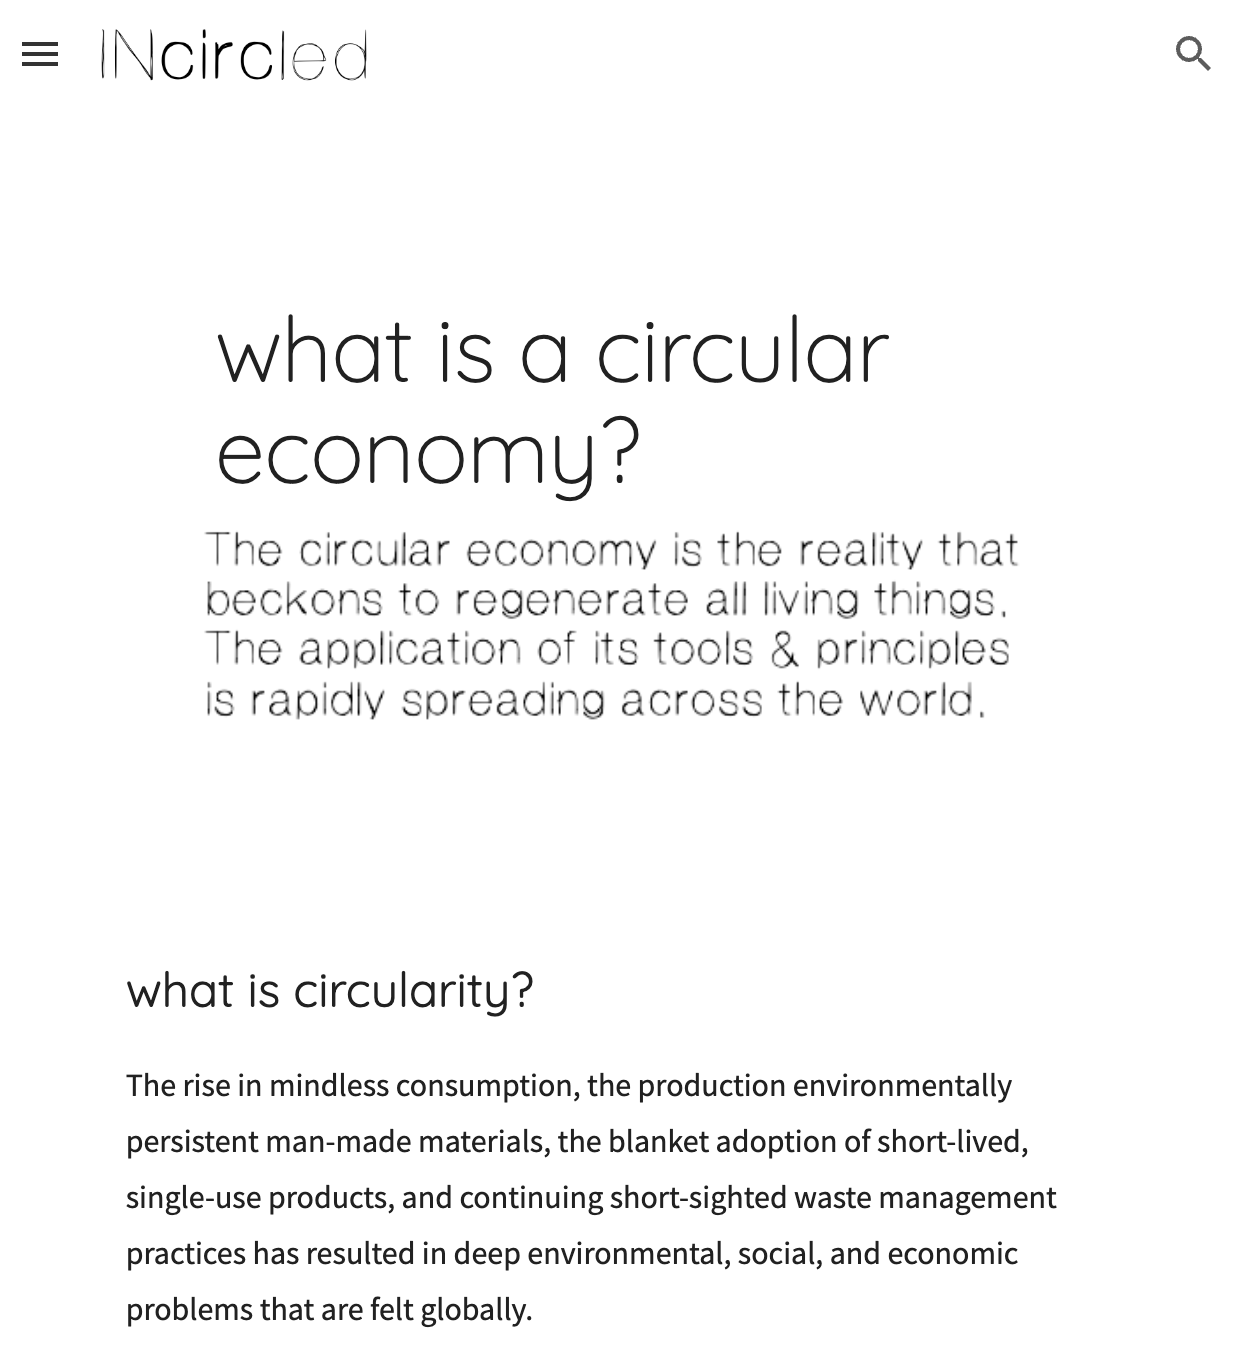 INcircled
what is a circular
economy?
The circular economy is the reality that
beckons to regenerate all living things.
The application of its tools & principles
is rapidly spreading across the world.
what is circularity?
The rise in mindless consumption, the production environmentally
persistent man-made materials, the blanket adoption of short-lived,
single-use products, and continuing short-sighted waste management
practices has resulted in deep environmental, social, and economic
problems that are felt globally.